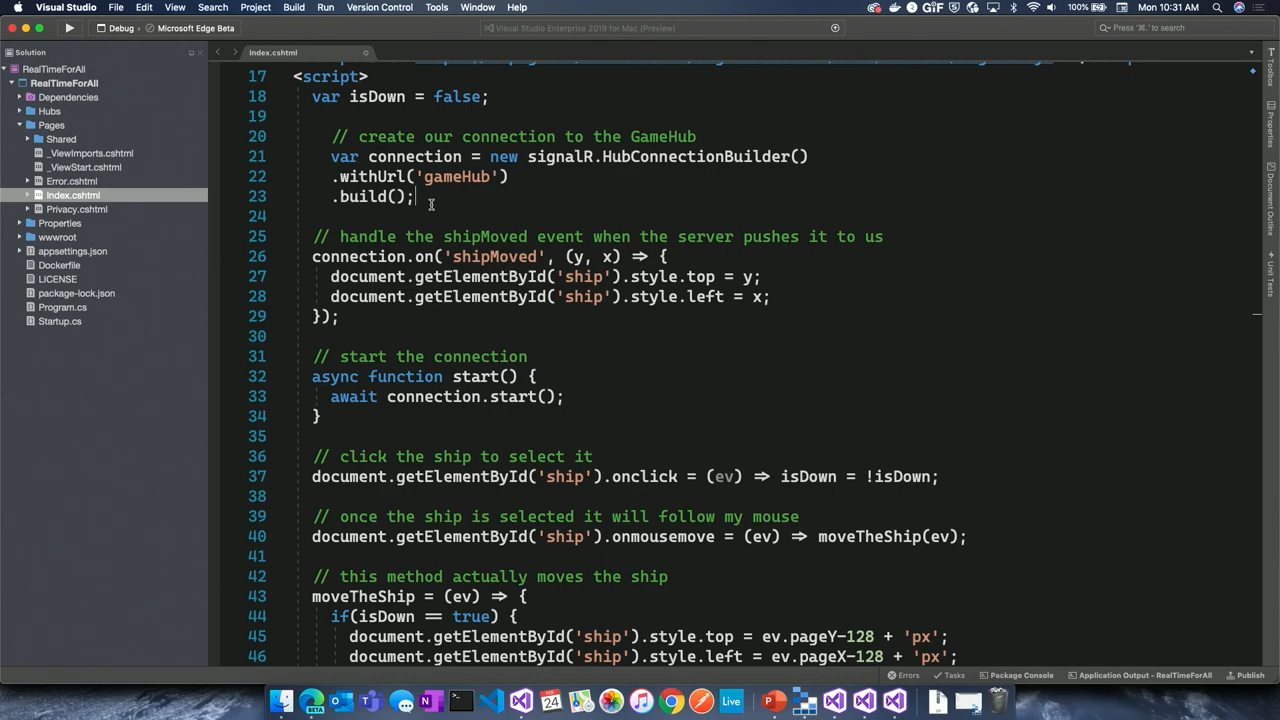 Visual Studio File Edit View Search Project Build Run Version Control Tools Window Help 100% Mon 10:31 AM
Debug > Microsoft Edge Beta
Visual Studio Enterprise 2019 for Mac (Preview)
Press '⌘.' to search
Solution
Index.cshtml
RealTimeForAll
RealTimeForAll
Dependencies
Hubs
Pages
Shared
_ViewImports.cshtml
_ViewStart.cshtml
Error.cshtml
Index.cshtml
Privacy.cshtml
Properties
wwwroot
appsettings.json
Dockerfile
LICENSE
package-lock.json
Program.cs
Startup.cs
17 <script>
18 var isDown = false;
19
20 // create our connection to the GameHub
21 var connection = new signalR.HubConnectionBuilder()
22 .withUrl('gameHub')
23 .build();
24
25 // handle the shipMoved event when the server pushes it to us
26 connection.on('shipMoved', (y, x) => {
27 document.getElementById('ship').style.top = y;
28 document.getElementById('ship').style.left = x;
29 });
30
31 // start the connection
32 async function start() {
33 await connection.start();
34 }
35
36 // click the ship to select it
37 document.getElementById('ship').onclick = (ev) => isDown = !isDown;
38
39 // once the ship is selected it will follow my mouse
40 document.getElementById('ship').onmousemove = (ev) => moveTheShip(ev);
41
42 // this method actually moves the ship
43 moveTheShip = (ev) => {
44 if(isDown == true) {
45 document.getElementById('ship').style.top = ev.pageY-128 + 'px';
46 document.getElementById('ship').style.left = ev.pageX-128 + 'px';
Toolbox
Properties
Document Outline
Unit Tests
Errors Tasks Package Console Application Output - RealTimeForAll Publish
BETA
24
Live